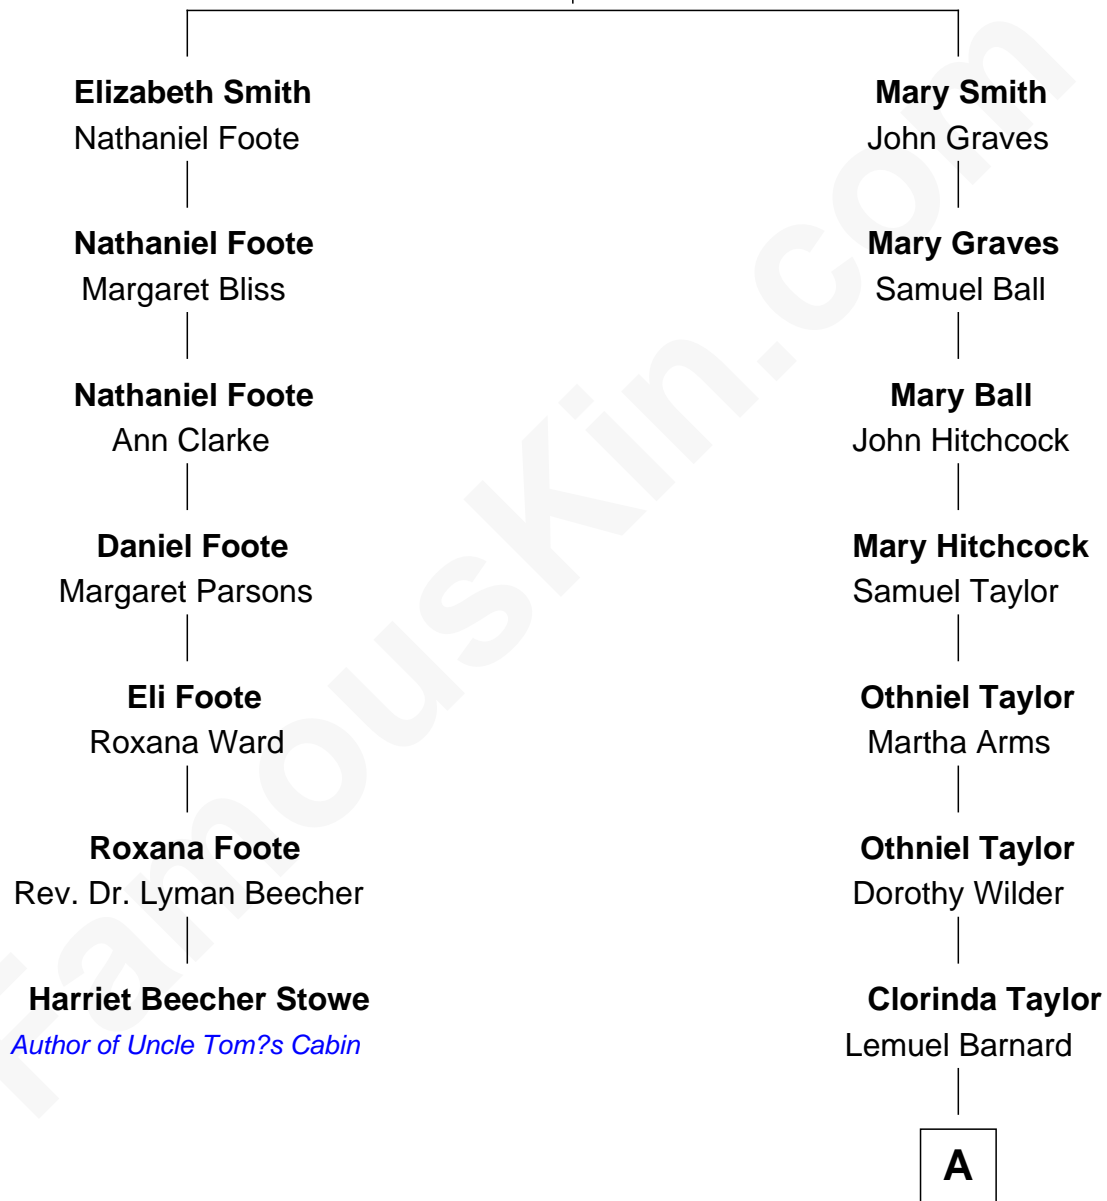 Elizabeth Smith
Nathaniel Foote
Nathaniel Foote
Margaret Bliss
Nathaniel Foote
Ann Clarke
Daniel Foote
Margaret Parsons
Eli Foote
Roxana Ward
Roxana Foote
Rev. Dr. Lyman Beecher
Harriet Beecher Stowe
Author of Uncle Tom?s Cabin
Mary Smith
John Graves
Mary Graves
Samuel Ball
Mary Ball
John Hitchcock
Mary Hitchcock
Samuel Taylor
Othniel Taylor
Martha Arms
Othniel Taylor
Dorothy Wilder
Clorinda Taylor
Lemuel Barnard
A
FamousKin.com